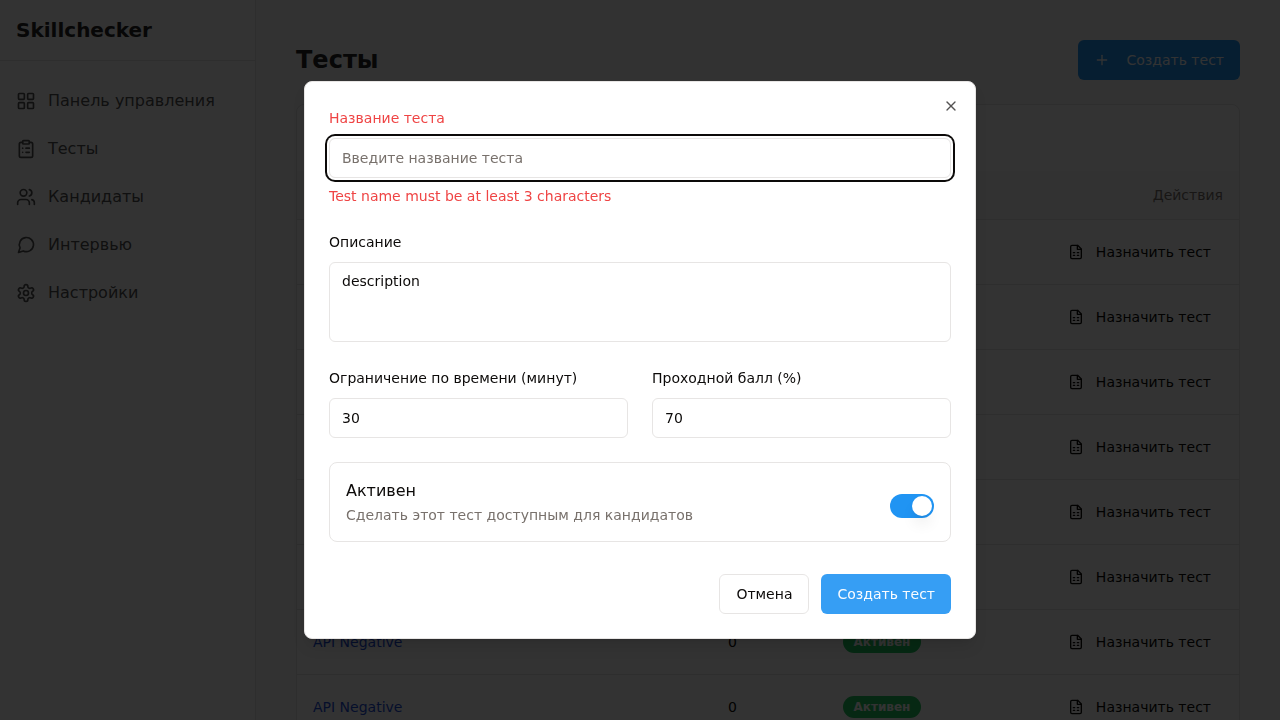 Skillchecker
Панель управления
Тесты
Кандидаты
Интервью
Настройки
Тесты
Создать тест
Название теста
Введите название теста
Test name must be at least 3 characters
Описание
description
Ограничение по времени (минут)
Проходной балл (%)
30
70
Активен
Сделать этот тест доступным для кандидатов
Отмена
Создать тест
Действия
Назначить тест
Назначить тест
Назначить тест
Назначить тест
Назначить тест
Назначить тест
API Negative 0 Активен Назначить тест
API Negative 0 Активен Назначить тест